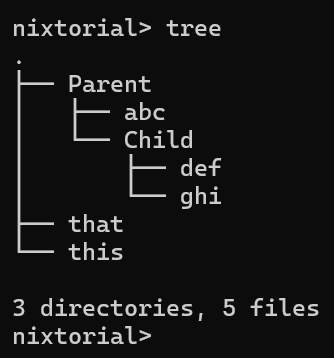 nixtorial> tree
.
├── Parent
│   ├── abc
│   └── Child
│       ├── def
│       └── ghi
├── that
└── this

3 directories, 5 files
nixtorial>